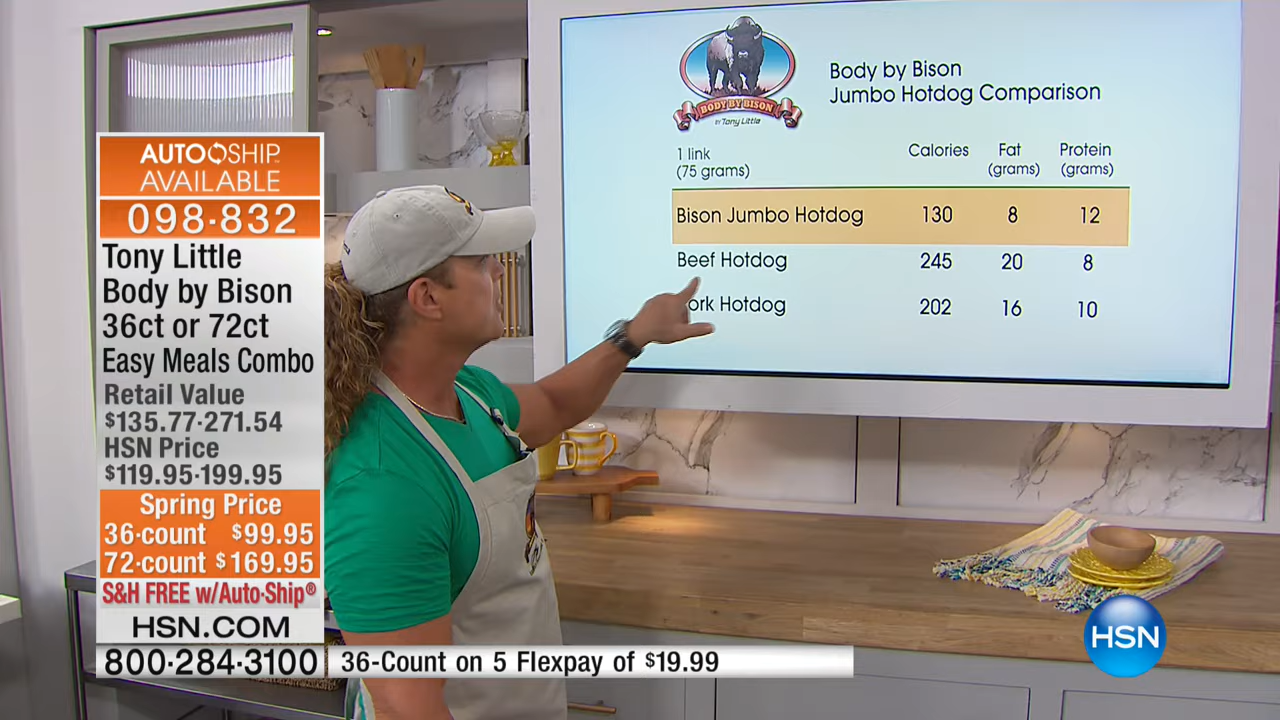 AUTO SHIP
AVAILABLE
098-832
Tony Little
Body by Bison
36ct or 72ct
Easy Meals Combo
Retail Value
$135.77-271.54
HSN Price
$119.95-199.95
Spring Price
36-count $99.95
72-count $169.95
S&H FREE w/Auto-Ship®
HSN.COM
800-284-3100
36-Count on 5 Flexpay of $19.99
BODY BY BISON
BY Tony Little
Body by Bison
Jumbo Hotdog Comparison
1 link
(75 grams)
Calories Fat Protein
(grams) (grams)
Bison Jumbo Hotdog 130 8 12
Beef Hotdog 245 20 8
ork Hotdog 202 16 10
HSN